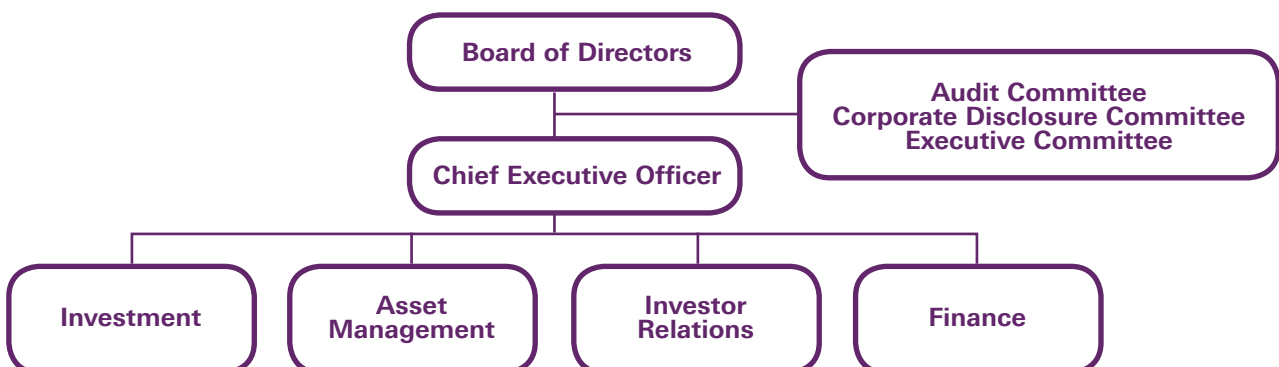 Board of Directors
Audit Committee
Corporate Disclosure Committee
Executive Committee
Chief Executive Officer
Investment
Asset
Management
Investor
Relations
Finance